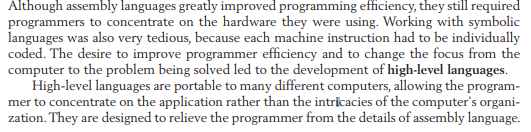 Although assembly languages greatly improved programming efficiency, they still required
programmers to concentrate on the hardware they were using. Working with symbolic
languages was also very tedious, because each machine instruction had to be individually
coded. The desire to improve programmer efficiency and to change the focus from the
computer to the problem being solved led to the development of high-level languages.
High-level languages are portable to many different computers, allowing the program-
mer to concentrate on the application rather than the intricacies of the computer's organi-
zation. They are designed to relieve the programmer from the details of assembly language.